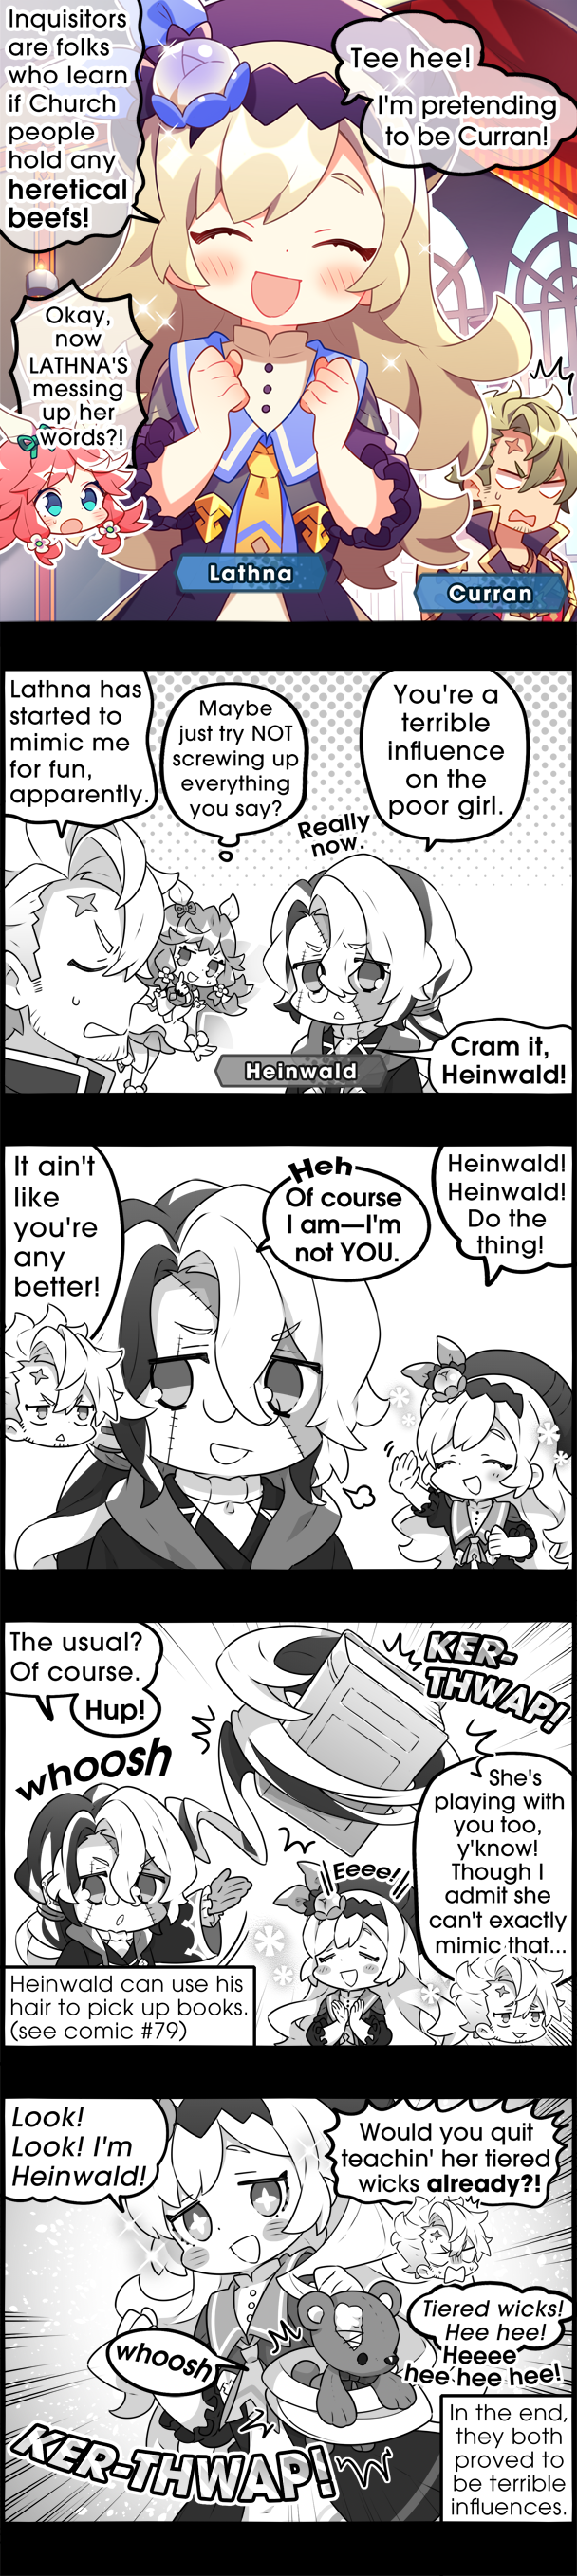 Inquisitors
are folks
who learn
if Church
people
hold any
heretical
beefs!
Tee hee!
I'm pretending
to be Curran!
Okay,
now
LATHNA'S
messing
up her
words?!
Lathna
Curran
Lathna has
started to
mimic me
for fun,
apparently.
Maybe
just try NOT
screwing up
everything
you say?
You're a
terrible
influence
on the
poor girl.
Really
now.
Cram it,
Heinwald!
Heinwald
It ain't
like
you're
any
better!
Heh
Of course
I am—I'm
not YOU.
Heinwald!
Heinwald!
Do the
thing!
The usual?
Of course.
Hup!
whoosh
KER-
THWAP!
She's
playing with
you too,
y'know!
Though I
admit she
can't exactly
mimic that...
Eeee!
Heinwald can use his
hair to pick up books.
(see comic #79)
Look!
Look! I'm
Heinwald!
Would you quit
teachin' her tiered
wicks already?!
Tiered wicks!
Hee hee!
Heeee
hee hee hee!
whoosh
KER-THWAP!
In the end,
they both
proved to
be terrible
influences.